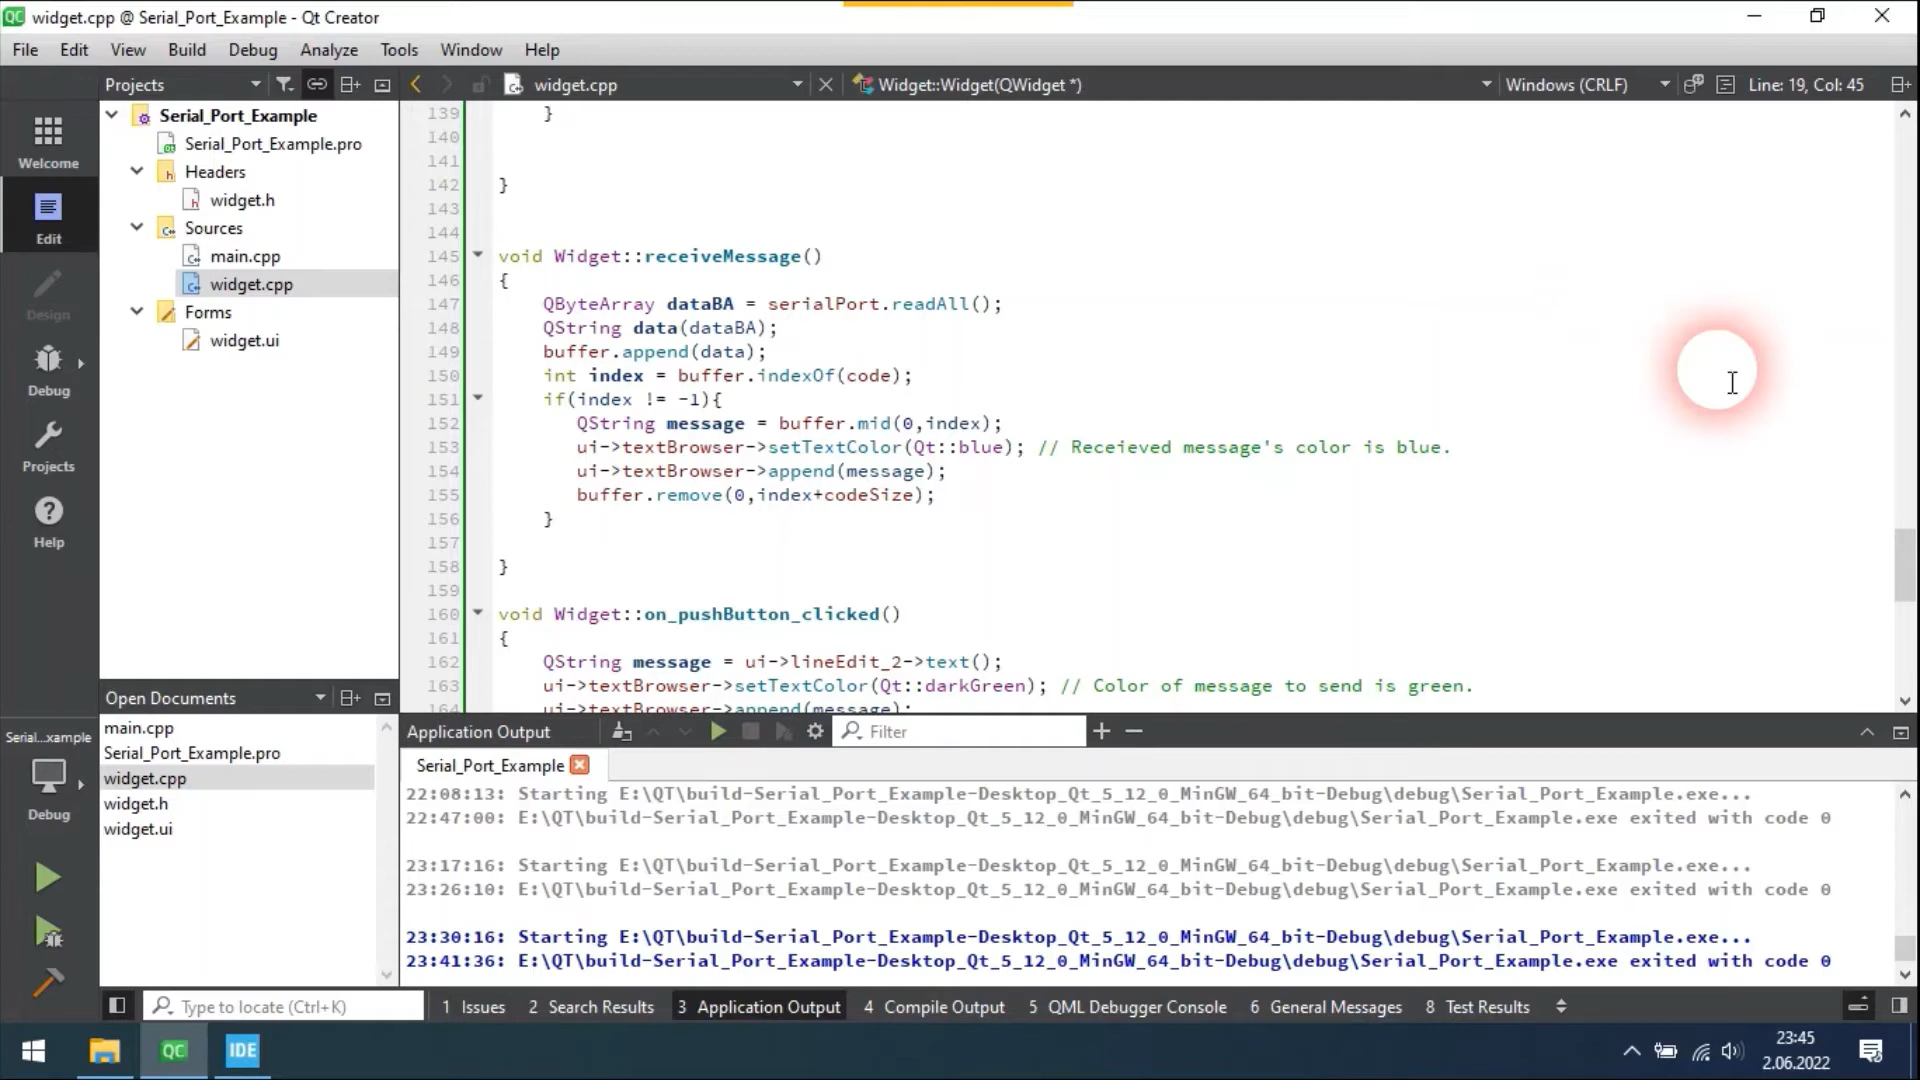 QC widget.cpp @ Serial_Port_Example - Qt Creator
File Edit View Build Debug Analyze Tools Window Help
Projects widget.cpp Widget::Widget(QWidget *) Windows (CRLF) Line: 19, Col: 45
Welcome
Edit
Design
Debug
Projects
Help
Serial_Port_Example
Serial_Port_Example.pro
Headers
widget.h
Sources
main.cpp
widget.cpp
Forms
widget.ui
139 }
140
141
142 }
143
144
145 void Widget::receiveMessage()
146 {
147 QByteArray dataBA = serialPort.readAll();
148 QString data(dataBA);
149 buffer.append(data);
150 int index = buffer.indexOf(code);
151 if(index != -1){
152 QString message = buffer.mid(0,index);
153 ui->textBrowser->setTextColor(Qt::blue); // Receieved message's color is blue.
154 ui->textBrowser->append(message);
155 buffer.remove(0,index+codeSize);
156 }
157
158 }
159
160 void Widget::on_pushButton_clicked()
161 {
162 QString message = ui->lineEdit_2->text();
163 ui->textBrowser->setTextColor(Qt::darkGreen); // Color of message to send is green.
164 ui->textBrowser->append(message);
Open Documents
main.cpp
Serial_Port_Example.pro
widget.cpp
widget.h
widget.ui
Serial...xample
Debug
Application Output Filter
Serial_Port_Example
22:08:13: Starting E:\QT\build-Serial_Port_Example-Desktop_Qt_5_12_0_MinGW_64_bit-Debug\debug\Serial_Port_Example.exe...
22:47:00: E:\QT\build-Serial_Port_Example-Desktop_Qt_5_12_0_MinGW_64_bit-Debug\debug\Serial_Port_Example.exe exited with code 0
23:17:16: Starting E:\QT\build-Serial_Port_Example-Desktop_Qt_5_12_0_MinGW_64_bit-Debug\debug\Serial_Port_Example.exe...
23:26:10: E:\QT\build-Serial_Port_Example-Desktop_Qt_5_12_0_MinGW_64_bit-Debug\debug\Serial_Port_Example.exe exited with code 0
23:30:16: Starting E:\QT\build-Serial_Port_Example-Desktop_Qt_5_12_0_MinGW_64_bit-Debug\debug\Serial_Port_Example.exe...
23:41:36: E:\QT\build-Serial_Port_Example-Desktop_Qt_5_12_0_MinGW_64_bit-Debug\debug\Serial_Port_Example.exe exited with code 0
Type to locate (Ctrl+K) 1 Issues 2 Search Results 3 Application Output 4 Compile Output 5 QML Debugger Console 6 General Messages 8 Test Results
QC IDE
23:45
2.06.2022